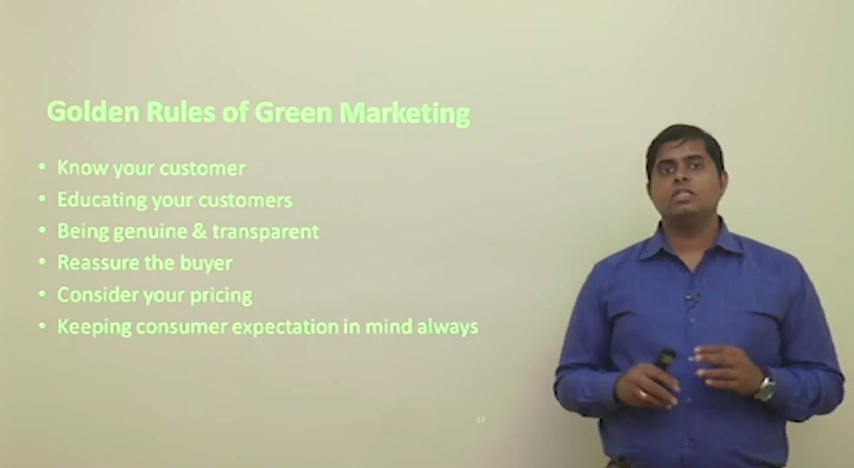 Golden Rules of Green Marketing
• Know your customer
• Educating your customers
• Being genuine & transparent
• Reassure the buyer
• Consider your pricing
• Keeping consumer expectation in mind always